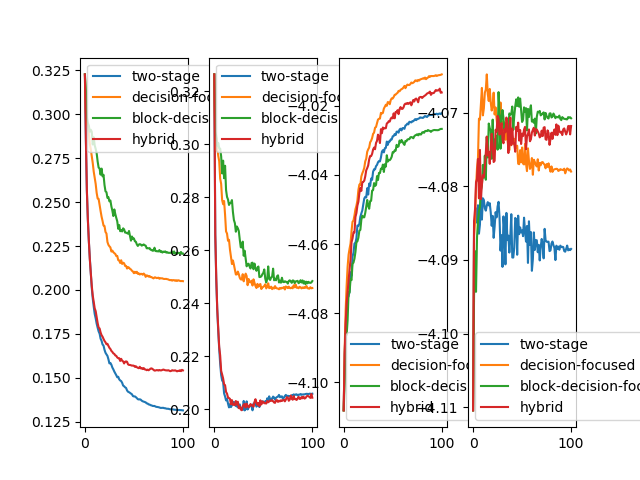 0.325
0.300
0.275
0.250
0.225
0.200
0.175
0.150
0.125
two-stage
decision-foc
block-decis
hybrid
0 100
0.32
0.30
0.28
0.26
0.24
0.22
0.20
two-stage
decision-foc
block-decis
hybrid
0 100
−4.02
−4.04
−4.06
−4.08
−4.10
two-stage
decision-foc
block-decis
hybrid
0 100
−4.07
−4.08
−4.09
−4.10
−4.11
two-stage
decision-focused
block-decision-foc
hybrid
0 100